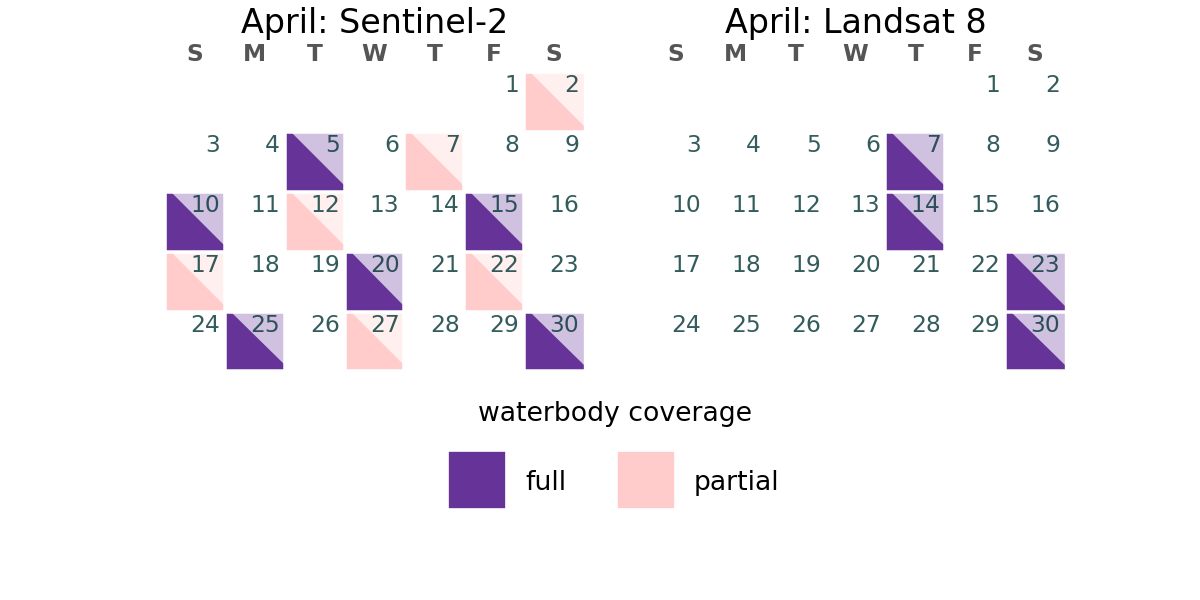 April: Sentinel-2
S M T W T F S
1 2
3 4 5 6 7 8 9
10 11 12 13 14 15 16
17 18 19 20 21 22 23
24 25 26 27 28 29 30
April: Landsat 8
S M T W T F S
1 2
3 4 5 6 7 8 9
10 11 12 13 14 15 16
17 18 19 20 21 22 23
24 25 26 27 28 29 30
waterbody coverage
full
partial